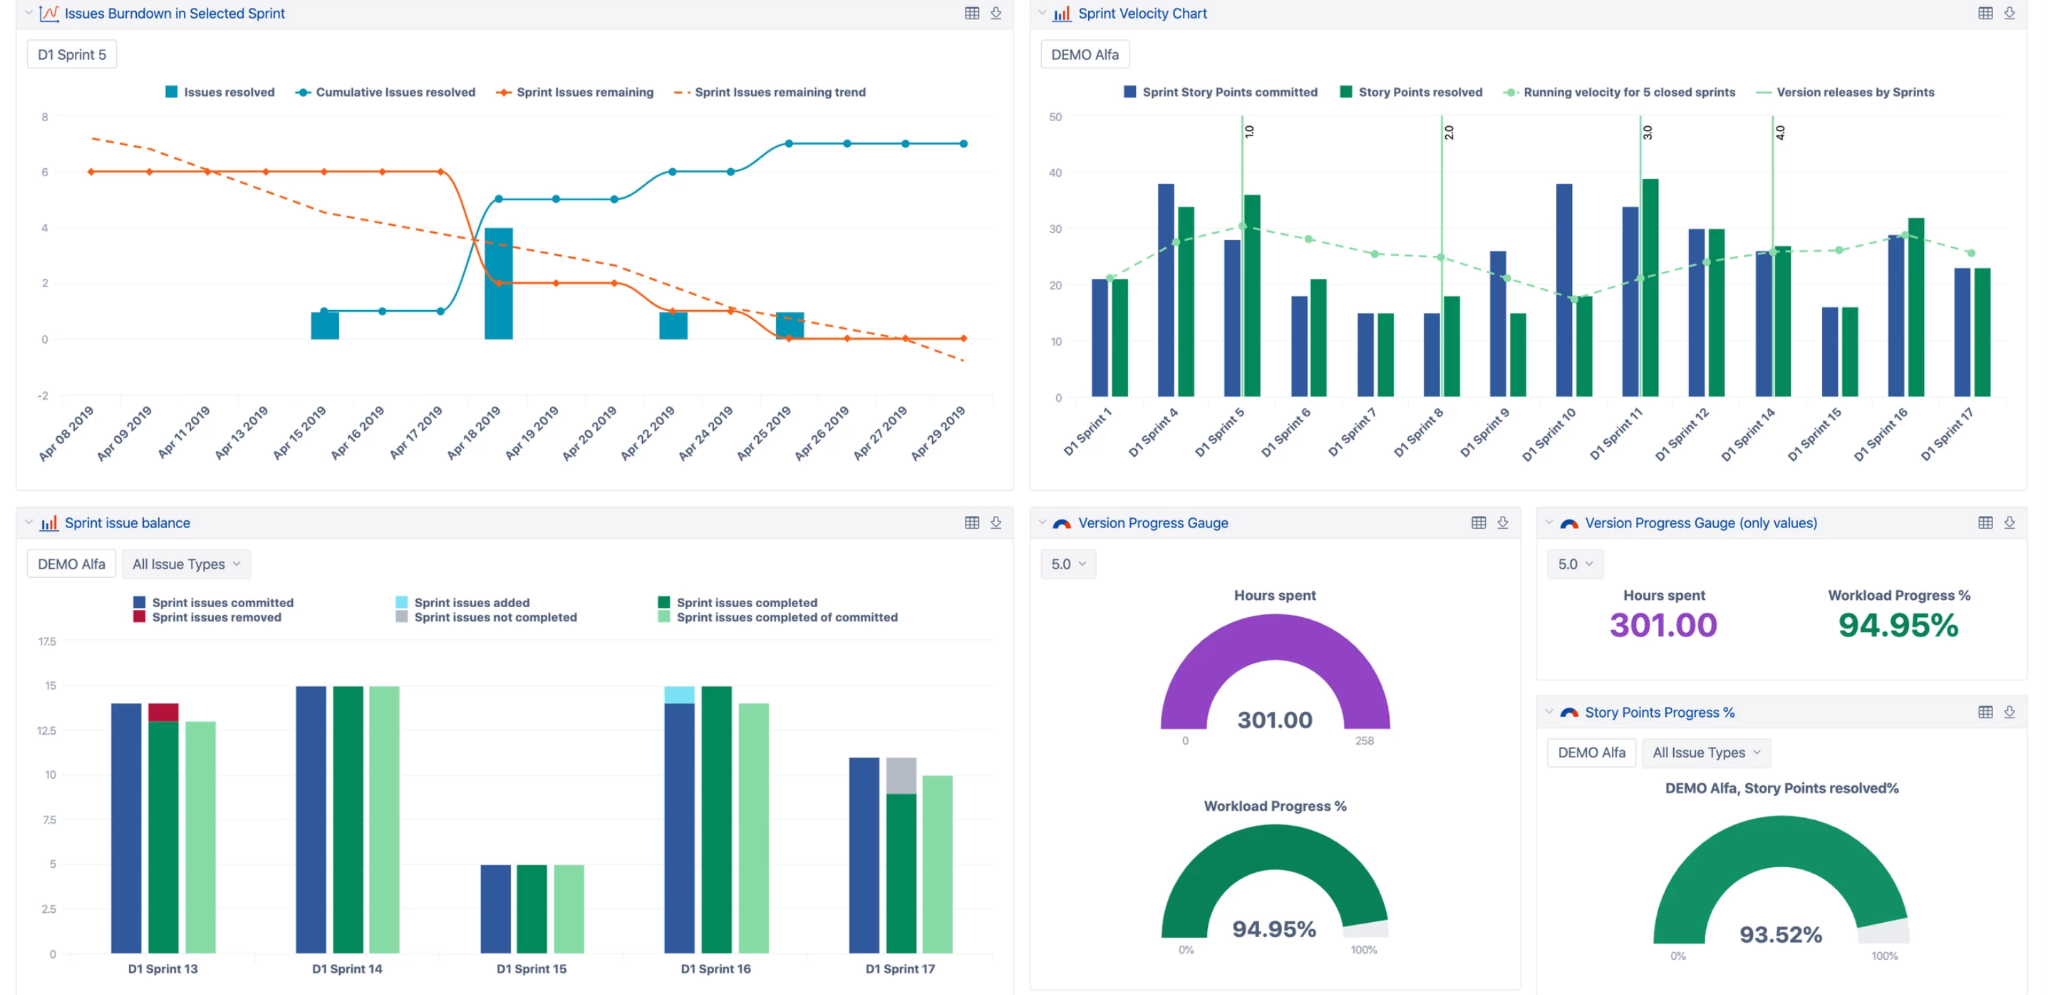 Issues Burndown in Selected Sprint
D1 Sprint 5
Issues resolved Cumulative Issues resolved Sprint Issues remaining Sprint Issues remaining trend
8
6
4
2
0
-2
Apr 08 2019 Apr 09 2019 Apr 11 2019 Apr 13 2019 Apr 15 2019 Apr 16 2019 Apr 17 2019 Apr 18 2019 Apr 19 2019 Apr 20 2019 Apr 22 2019 Apr 24 2019 Apr 25 2019 Apr 26 2019 Apr 27 2019 Apr 29 2019
Sprint Velocity Chart
DEMO Alfa
Sprint Story Points committed Story Points resolved Running velocity for 5 closed sprints Version releases by Sprints
50
40
30
20
10
0
1.0 2.0 3.0 4.0
D1 Sprint 1 D1 Sprint 4 D1 Sprint 5 D1 Sprint 6 D1 Sprint 7 D1 Sprint 8 D1 Sprint 9 D1 Sprint 10 D1 Sprint 11 D1 Sprint 12 D1 Sprint 14 D1 Sprint 15 D1 Sprint 16 D1 Sprint 17
Sprint issue balance
DEMO Alfa All Issue Types
Sprint issues committed Sprint issues added Sprint issues completed
Sprint issues removed Sprint issues not completed Sprint issues completed of committed
17.5
15
12.5
10
7.5
5
2.5
0
D1 Sprint 13 D1 Sprint 14 D1 Sprint 15 D1 Sprint 16 D1 Sprint 17
Version Progress Gauge
5.0
Hours spent
301.00
0 258
Workload Progress %
94.95%
0% 100%
Version Progress Gauge (only values)
5.0
Hours spent Workload Progress %
301.00 94.95%
Story Points Progress %
DEMO Alfa All Issue Types
DEMO Alfa, Story Points resolved%
93.52%
0% 100%